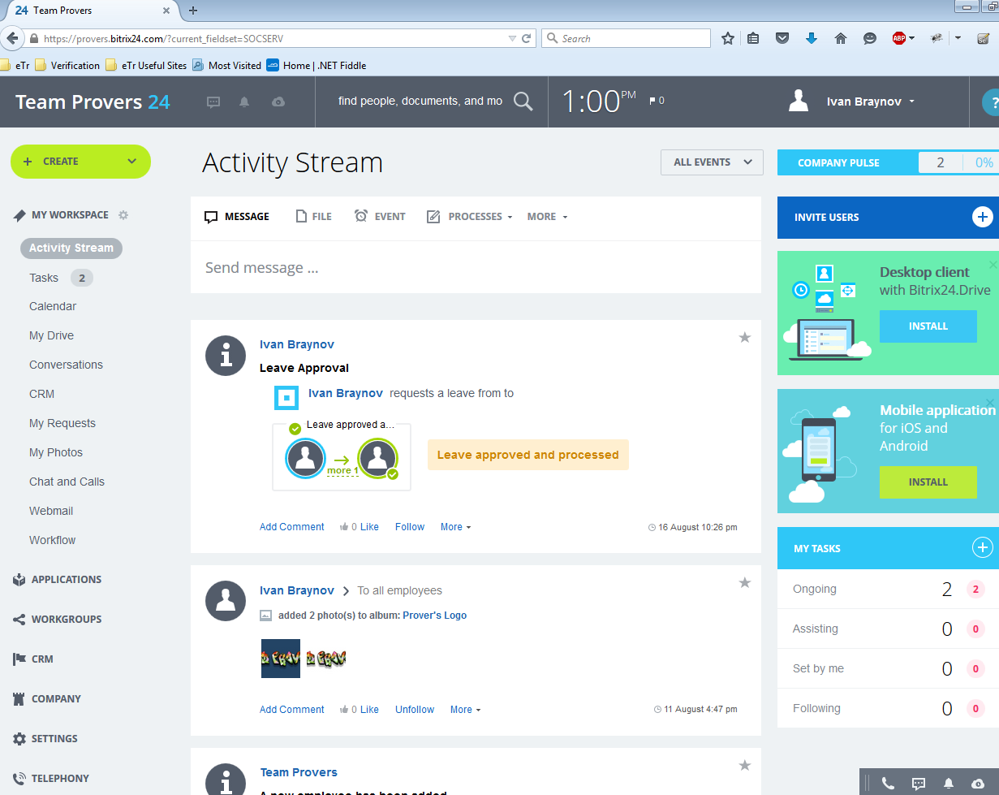 24 Team Provers
https://provers.bitrix24.com/?current_fieldset=SOCSERV
Search
ABP
eTr Verification eTr Useful Sites Most Visited Home | .NET Fiddle
Team Provers 24
find people, documents, and mo
1:00 PM
0
Ivan Braynov
?
CREATE
MY WORKSPACE
Activity Stream
Tasks 2
Calendar
My Drive
Conversations
CRM
My Requests
My Photos
Chat and Calls
Webmail
Workflow
APPLICATIONS
WORKGROUPS
CRM
COMPANY
SETTINGS
TELEPHONY
Activity Stream
ALL EVENTS
MESSAGE FILE EVENT PROCESSES MORE
Send message ...
Ivan Braynov
Leave Approval
Ivan Braynov requests a leave from to
Leave approved a...
more 1
Leave approved and processed
Add Comment 0 Like Follow More 16 August 10:26 pm
Ivan Braynov > To all employees
added 2 photo(s) to album: Prover's Logo
Add Comment 0 Like Unfollow More 11 August 4:47 pm
Team Provers
A new employee has been added
COMPANY PULSE 2 0%
INVITE USERS
Desktop client
with Bitrix24.Drive
INSTALL
Mobile application
for iOS and
Android
INSTALL
MY TASKS
Ongoing 2 2
Assisting 0 0
Set by me 0 0
Following 0 0